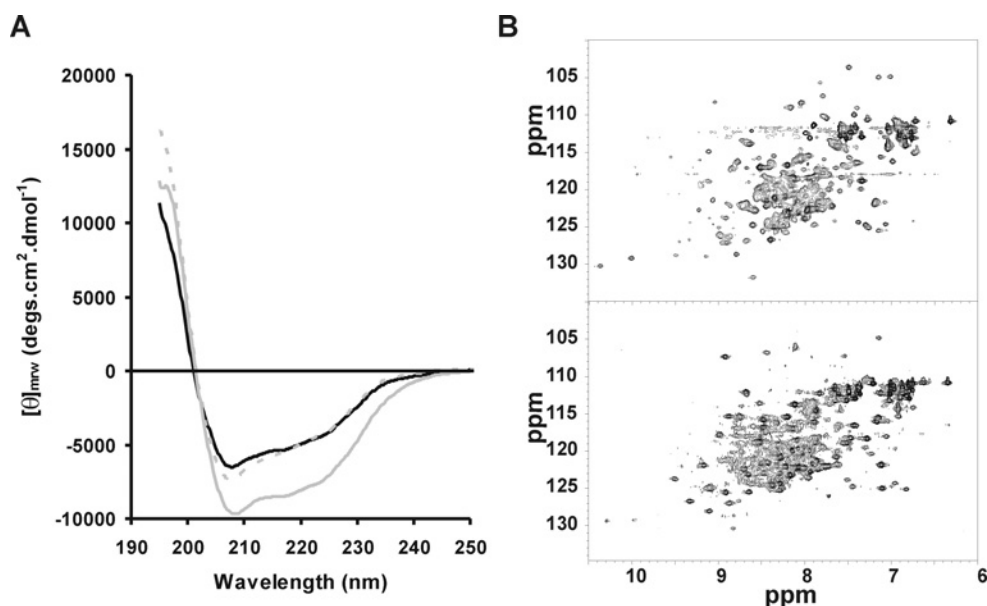 A
B
[θ]mrw (degs.cm².dmol⁻¹)
20000
15000
10000
5000
0
-5000
-10000
190 200 210 220 230 240 250
Wavelength (nm)
ppm
105
110
115
120
125
130
ppm
105
110
115
120
125
130
10 9 8 7 6
ppm